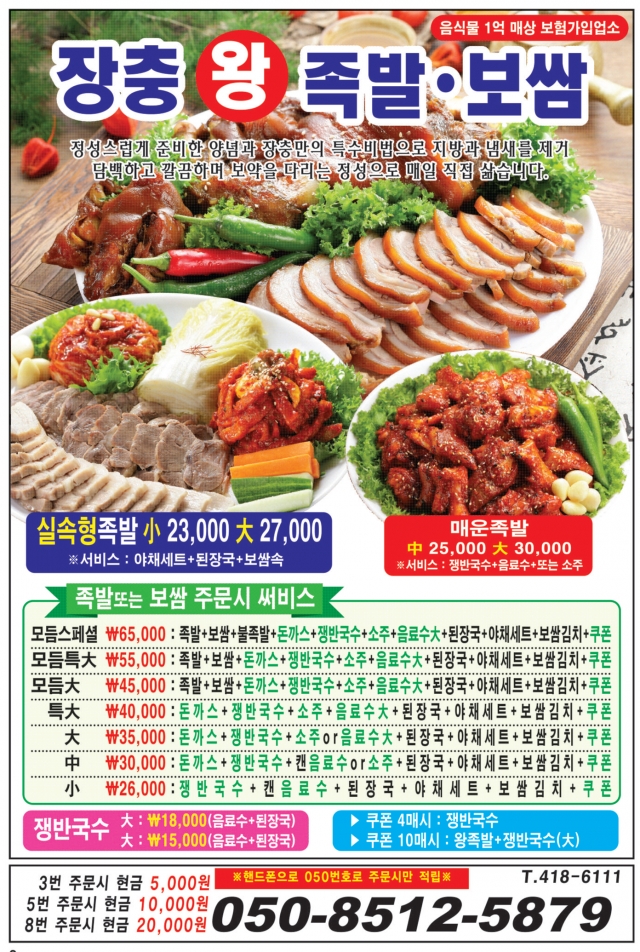 음식물 1억 매상 보험가입업소
장충 왕 족발·보쌈
정성스럽게 준비한 양념과 장충만의 특수비법으로 지방과 냄새를 제거
담백하고 깔끔하며 보약을 다리는 정성으로 매일 직접 삶습니다.
실속형족발 小 23,000 大 27,000
※서비스 : 야채세트+된장국+보쌈속
매운족발
中 25,000 大 30,000
※서비스 : 쟁반국수+음료수+또는 소주
족발또는 보쌈 주문시 써비스
모듬스페셜 ₩65,000 : 족발+보쌈+불족발+돈까스+쟁반국수+소주+음료수大+된장국+야채세트+보쌈김치+쿠폰
모듬특大 ₩55,000 : 족발+보쌈+돈까스+쟁반국수+소주+음료수大+된장국+야채세트+보쌈김치+쿠폰
모듬大 ₩45,000 : 족발+보쌈+돈까스+쟁반국수+소주+음료수大+된장국+야채세트+보쌈김치+쿠폰
특大 ₩40,000 : 돈까스+쟁반국수+소주+음료수大+된장국+야채세트+보쌈김치+쿠폰
大 ₩35,000 : 돈까스+쟁반국수+소주or음료수大+된장국+야채세트+보쌈김치+쿠폰
中 ₩30,000 : 돈까스+쟁반국수+캔음료수or소주+된장국+야채세트+보쌈김치+쿠폰
小 ₩26,000 : 쟁반국수+캔음료수+된장국+야채세트+보쌈김치+쿠폰
쟁반국수 大 : ₩18,000(음료수+된장국)
大 : ₩15,000(음료수+된장국)
▶ 쿠폰 4매시 : 쟁반국수
▶ 쿠폰 10매시 : 왕족발+쟁반국수(大)
3번 주문시 현금 5,000원
5번 주문시 현금 10,000원
8번 주문시 현금 20,000원
※핸드폰으로 050번호로 주문시만 적립※
T.418-6111
050-8512-5879